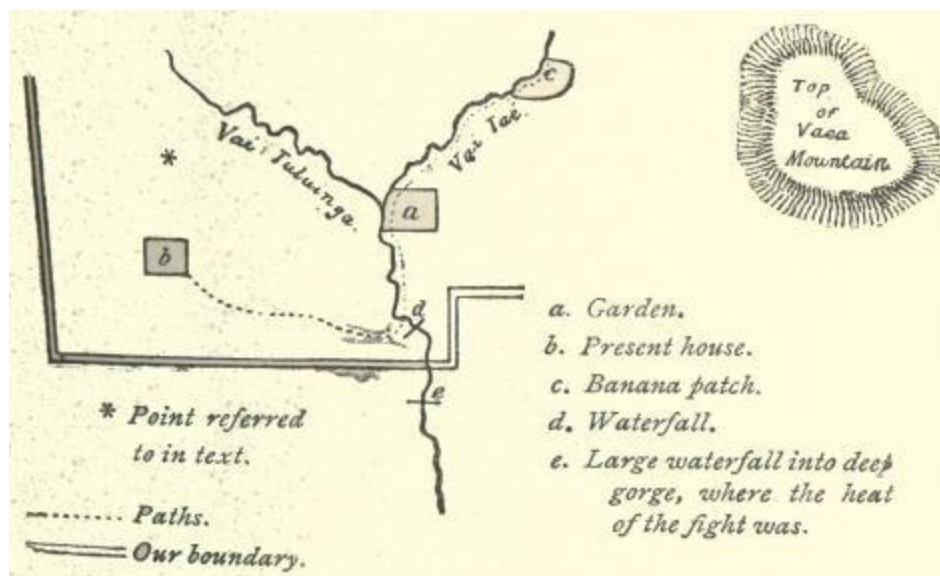 c
Vai Tae.
Vai Tuluinga.
Top
of
Vaea
Mountain
*
a
b
d
e
a. Garden.
b. Present house.
c. Banana patch.
d. Waterfall.
e. Large waterfall into deep
gorge, where the heat
of the fight was.
* Point referred
to in text.
Paths.
Our boundary.